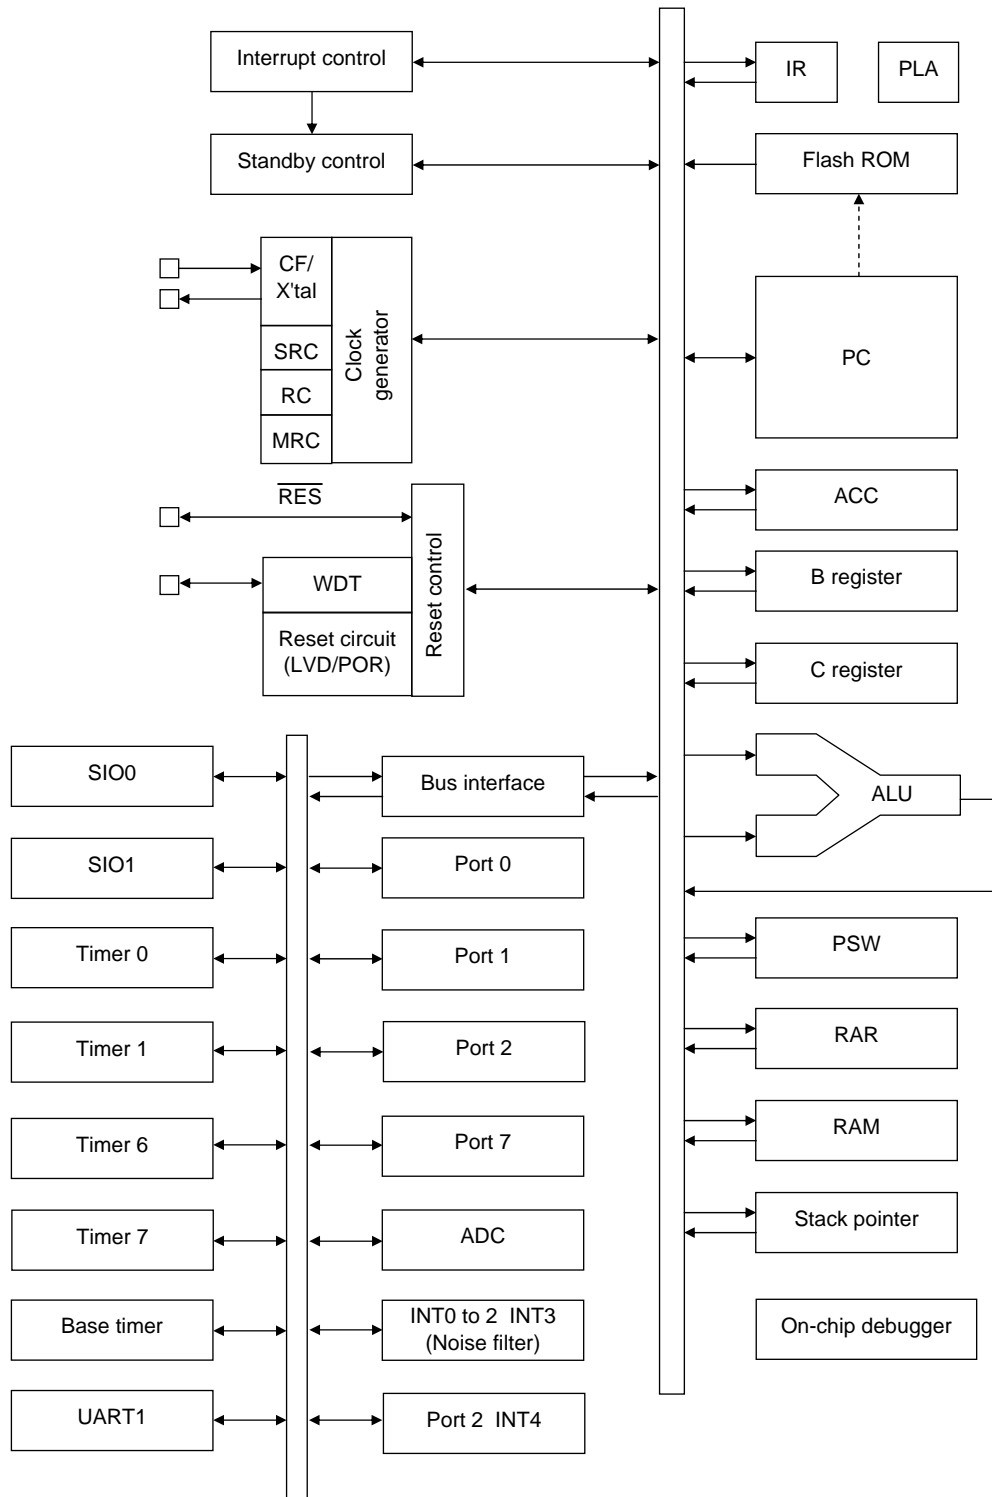 Interrupt control
IR
PLA
Standby control
Flash ROM
CF/
X'tal
SRC
RC
MRC
Clock
generator
PC
RES
WDT
Reset circuit
(LVD/POR)
Reset control
ACC
B register
C register
SIO0
Bus interface
ALU
SIO1
Port 0
Timer 0
Port 1
PSW
Timer 1
Port 2
RAR
Timer 6
Port 7
RAM
Timer 7
ADC
Stack pointer
Base timer
INT0 to 2 INT3
(Noise filter)
On-chip debugger
UART1
Port 2 INT4